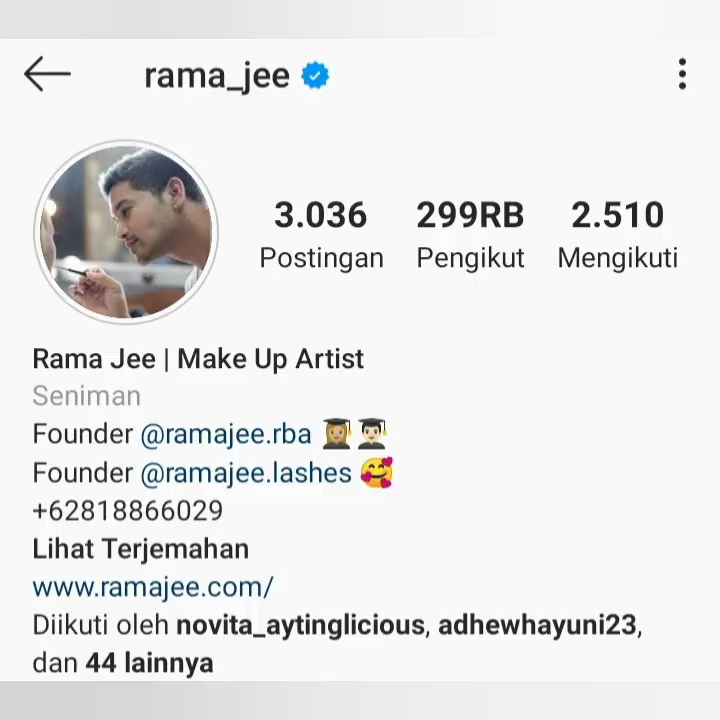 rama_jee
3.036 299RB 2.510
Postingan Pengikut Mengikuti
Rama Jee | Make Up Artist
Seniman
Founder @ramajee.rba 👩🏼‍🎓👨🏻‍🎓
Founder @ramajee.lashes 🥰
+62818866029
Lihat Terjemahan
www.ramajee.com/
Diikuti oleh novita_aytinglicious, adhewhayuni23,
dan 44 lainnya